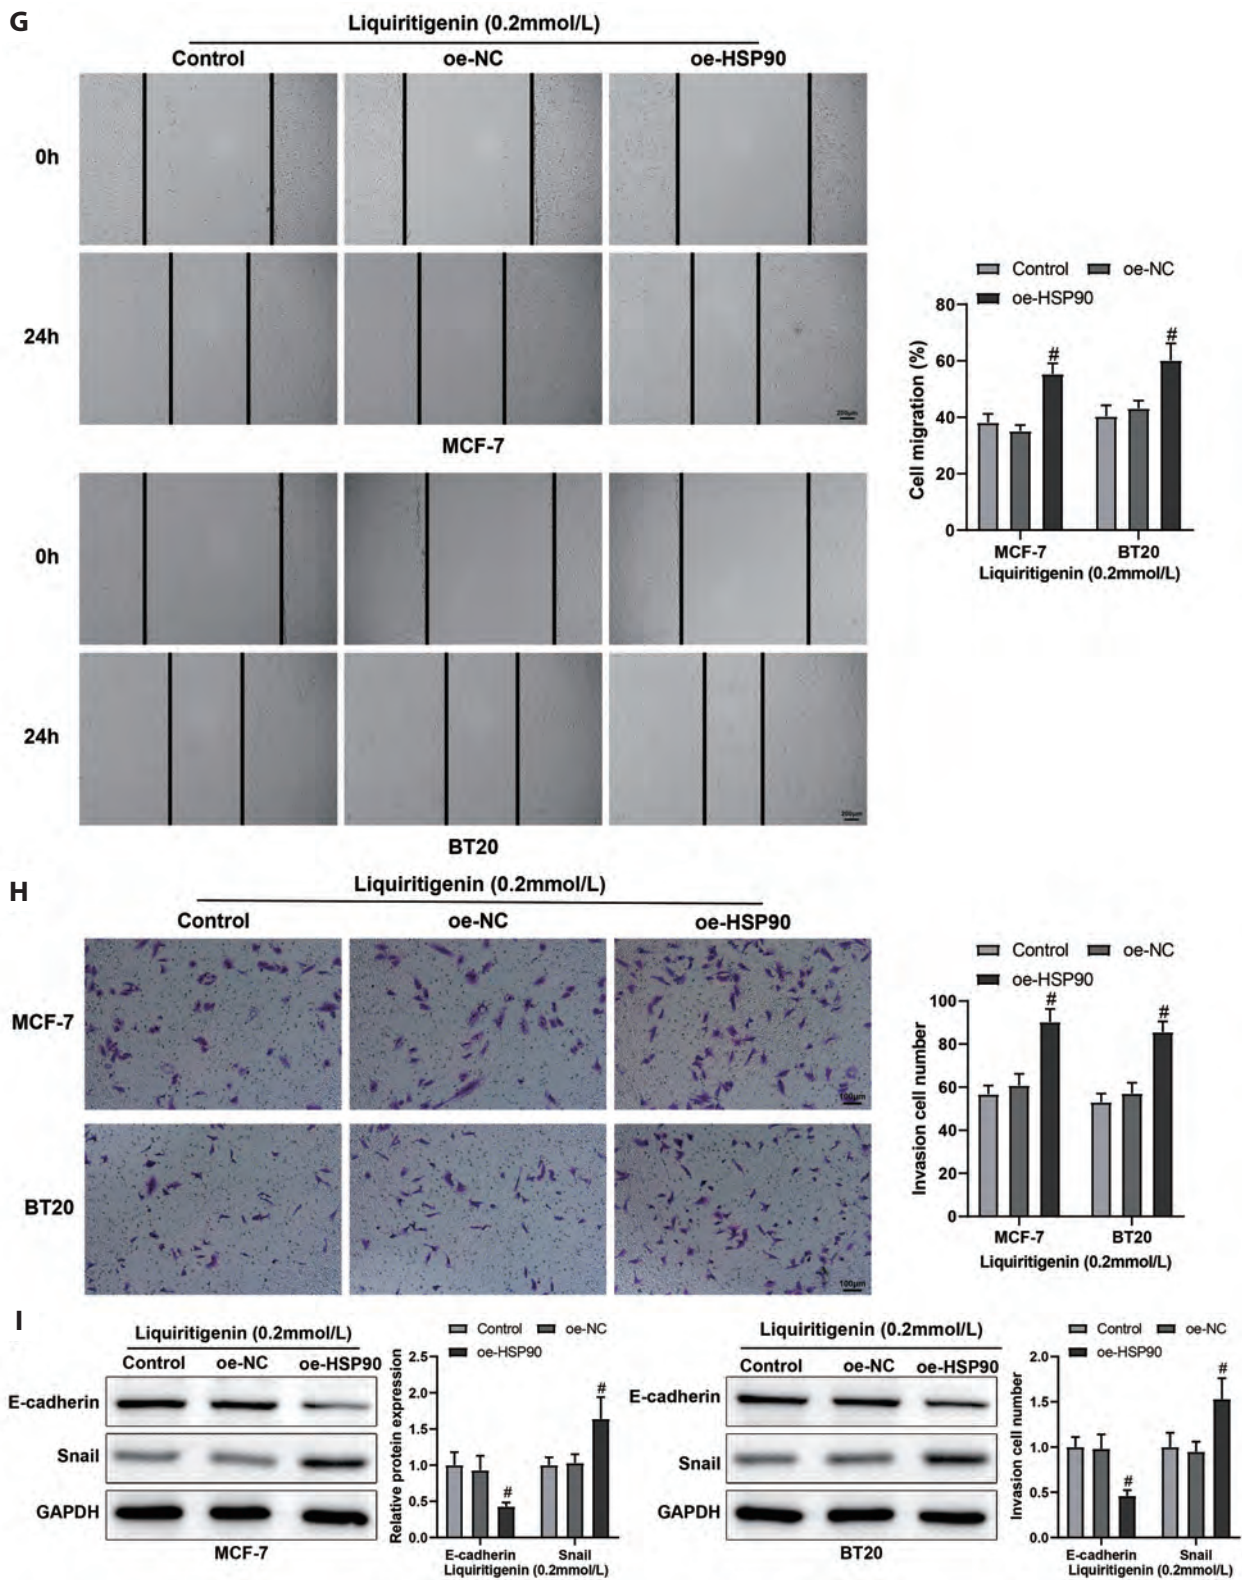 G
Liquiritigenin (0.2mmol/L)
Control oe-NC oe-HSP90
0h
24h
200μm
MCF-7
0h
24h
200μm
BT20
Control oe-NC
oe-HSP90
Cell migration (%)
80
60
40
20
0
MCF-7 BT20
Liquiritigenin (0.2mmol/L)
# #
H
Liquiritigenin (0.2mmol/L)
Control oe-NC oe-HSP90
MCF-7
100μm
BT20
100μm
Control oe-NC
oe-HSP90
Invasion cell number
100
80
60
40
20
0
# #
MCF-7 BT20
Liquiritigenin (0.2mmol/L)
I
Liquiritigenin (0.2mmol/L)
Control oe-NC oe-HSP90
E-cadherin
Snail
GAPDH
MCF-7
Control oe-NC
oe-HSP90
Relative protein expression
2.5
2.0
1.5
1.0
0.5
0.0
# #
E-cadherin Snail
Liquiritigenin (0.2mmol/L)
Liquiritigenin (0.2mmol/L)
Control oe-NC oe-HSP90
E-cadherin
Snail
GAPDH
BT20
Control oe-NC
oe-HSP90
Invasion cell number
2.0
1.5
1.0
0.5
0.0
# #
E-cadherin Snail
Liquiritigenin (0.2mmol/L)